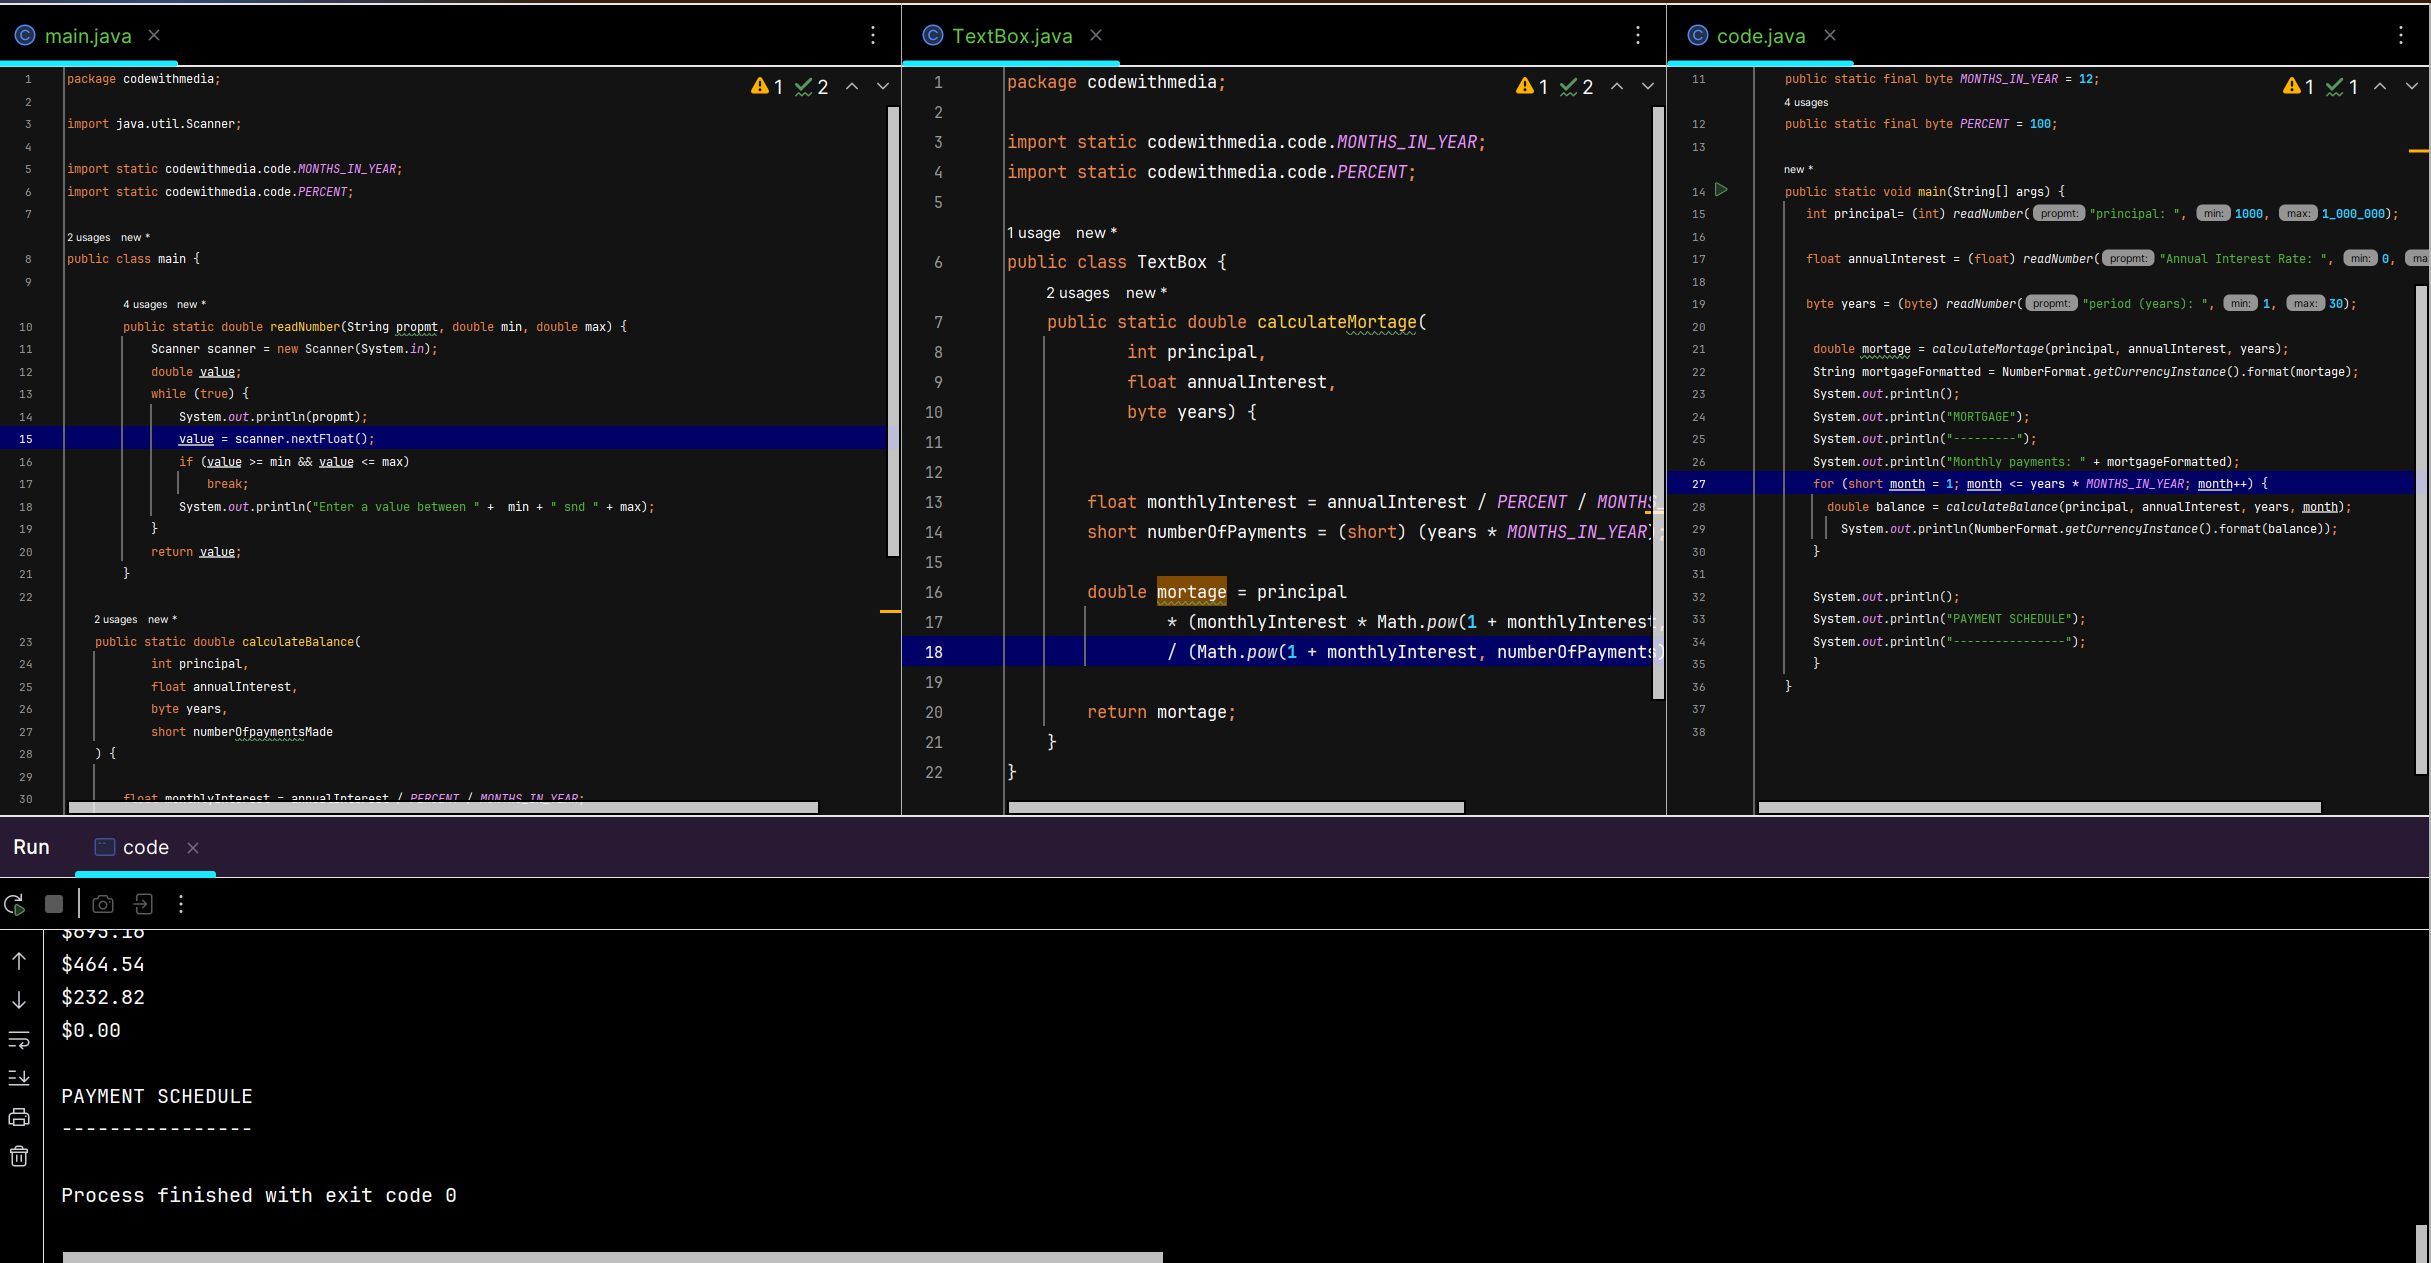 main.java
1 package codewithmedia;
2
3 import java.util.Scanner;
4
5 import static codewithmedia.code.MONTHS_IN_YEAR;
6 import static codewithmedia.code.PERCENT;
7
2 usages new *
8 public class main {
9
4 usages new *
10 public static double readNumber(String propmt, double min, double max) {
11 Scanner scanner = new Scanner(System.in);
12 double value;
13 while (true) {
14 System.out.println(propmt);
15 value = scanner.nextFloat();
16 if (value >= min && value <= max)
17 break;
18 System.out.println("Enter a value between " + min + " snd " + max);
19 }
20 return value;
21 }
22
2 usages new *
23 public static double calculateBalance(
24 int principal,
25 float annualInterest,
26 byte years,
27 short numberOfpaymentsMade
28 ) {
29
30 float monthlyInterest = annualInterest / PERCENT / MONTHS_IN_YEAR;
1 2
TextBox.java
1 package codewithmedia;
2
3 import static codewithmedia.code.MONTHS_IN_YEAR;
4 import static codewithmedia.code.PERCENT;
5
1 usage new *
6 public class TextBox {
2 usages new *
7 public static double calculateMortage(
8 int principal,
9 float annualInterest,
10 byte years) {
11
12
13 float monthlyInterest = annualInterest / PERCENT / MONTHS_
14 short numberOfPayments = (short) (years * MONTHS_IN_YEAR);
15
16 double mortage = principal
17 * (monthlyInterest * Math.pow(1 + monthlyInterest,
18 / (Math.pow(1 + monthlyInterest, numberOfPayments)
19
20 return mortage;
21 }
22 }
1 2
code.java
11 public static final byte MONTHS_IN_YEAR = 12;
4 usages
12 public static final byte PERCENT = 100;
13
new *
14 public static void main(String[] args) {
15 int principal= (int) readNumber( propmt: "principal: ", min: 1000, max: 1_000_000);
16
17 float annualInterest = (float) readNumber( propmt: "Annual Interest Rate: ", min: 0, ma
18
19 byte years = (byte) readNumber( propmt: "period (years): ", min: 1, max: 30);
20
21 double mortage = calculateMortage(principal, annualInterest, years);
22 String mortgageFormatted = NumberFormat.getCurrencyInstance().format(mortage);
23 System.out.println();
24 System.out.println("MORTGAGE");
25 System.out.println("---------");
26 System.out.println("Monthly payments: " + mortgageFormatted);
27 for (short month = 1; month <= years * MONTHS_IN_YEAR; month++) {
28 double balance = calculateBalance(principal, annualInterest, years, month);
29 System.out.println(NumberFormat.getCurrencyInstance().format(balance));
30 }
31
32 System.out.println();
33 System.out.println("PAYMENT SCHEDULE");
34 System.out.println("----------------");
35 }
36 }
37
38
1 1
Run code
$695.16
$464.54
$232.82
$0.00
PAYMENT SCHEDULE
----------------
Process finished with exit code 0